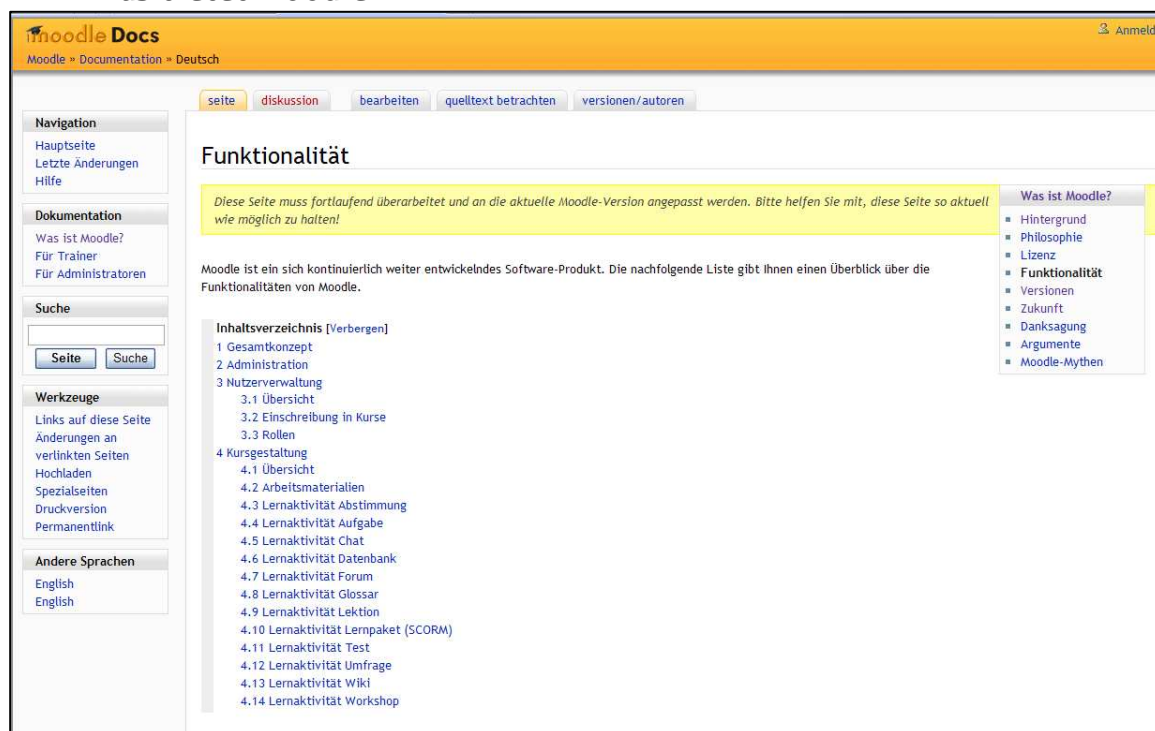 moodle Docs
Anmeld
Moodle » Documentation » Deutsch
seite diskussion bearbeiten quelltext betrachten versionen/autoren
Navigation
Hauptseite
Letzte Änderungen
Hilfe
Dokumentation
Was ist Moodle?
Für Trainer
Für Administratoren
Suche
Seite Suche
Werkzeuge
Links auf diese Seite
Änderungen an
verlinkten Seiten
Hochladen
Spezialseiten
Druckversion
Permanentlink
Andere Sprachen
English
English
Funktionalität
Diese Seite muss fortlaufend überarbeitet und an die aktuelle Moodle-Version angepasst werden. Bitte helfen Sie mit, diese Seite so aktuell
wie möglich zu halten!
Moodle ist ein sich kontinuierlich weiter entwickelndes Software-Produkt. Die nachfolgende Liste gibt Ihnen einen Überblick über die
Funktionalitäten von Moodle.
Inhaltsverzeichnis [Verbergen]
1 Gesamtkonzept
2 Administration
3 Nutzerverwaltung
3.1 Übersicht
3.2 Einschreibung in Kurse
3.3 Rollen
4 Kursgestaltung
4.1 Übersicht
4.2 Arbeitsmaterialien
4.3 Lernaktivität Abstimmung
4.4 Lernaktivität Aufgabe
4.5 Lernaktivität Chat
4.6 Lernaktivität Datenbank
4.7 Lernaktivität Forum
4.8 Lernaktivität Glossar
4.9 Lernaktivität Lektion
4.10 Lernaktivität Lernpaket (SCORM)
4.11 Lernaktivität Test
4.12 Lernaktivität Umfrage
4.13 Lernaktivität Wiki
4.14 Lernaktivität Workshop
Was ist Moodle?
Hintergrund
Philosophie
Lizenz
Funktionalität
Versionen
Zukunft
Danksagung
Argumente
Moodle-Mythen